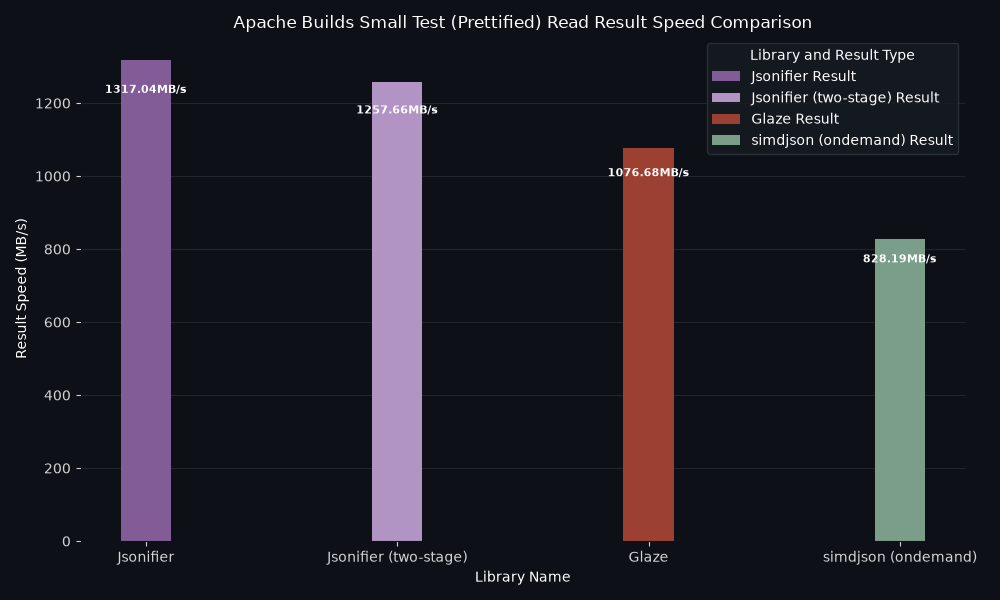 Apache Builds Small Test (Prettified) Read Result Speed Comparison
Library and Result Type
Jsonifier Result
Jsonifier (two-stage) Result
Glaze Result
simdjson (ondemand) Result
1317.04MB/s
1257.66MB/s
1076.68MB/s
828.19MB/s
Result Speed (MB/s)
1200
1000
800
600
400
200
0
Jsonifier
Jsonifier (two-stage)
Glaze
simdjson (ondemand)
Library Name